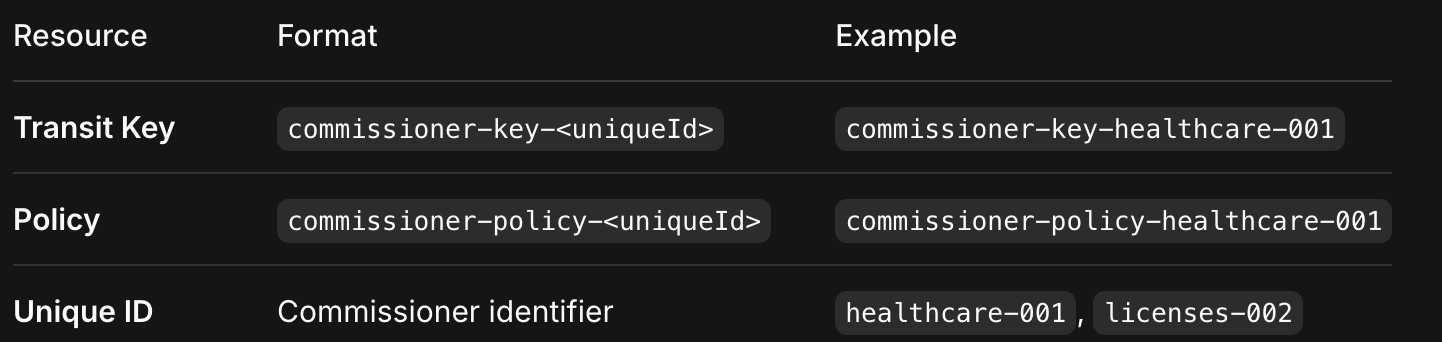 Resource Format Example
Transit Key commissioner-key-<uniqueId> commissioner-key-healthcare-001
Policy commissioner-policy-<uniqueId> commissioner-policy-healthcare-001
Unique ID Commissioner identifier healthcare-001, licenses-002